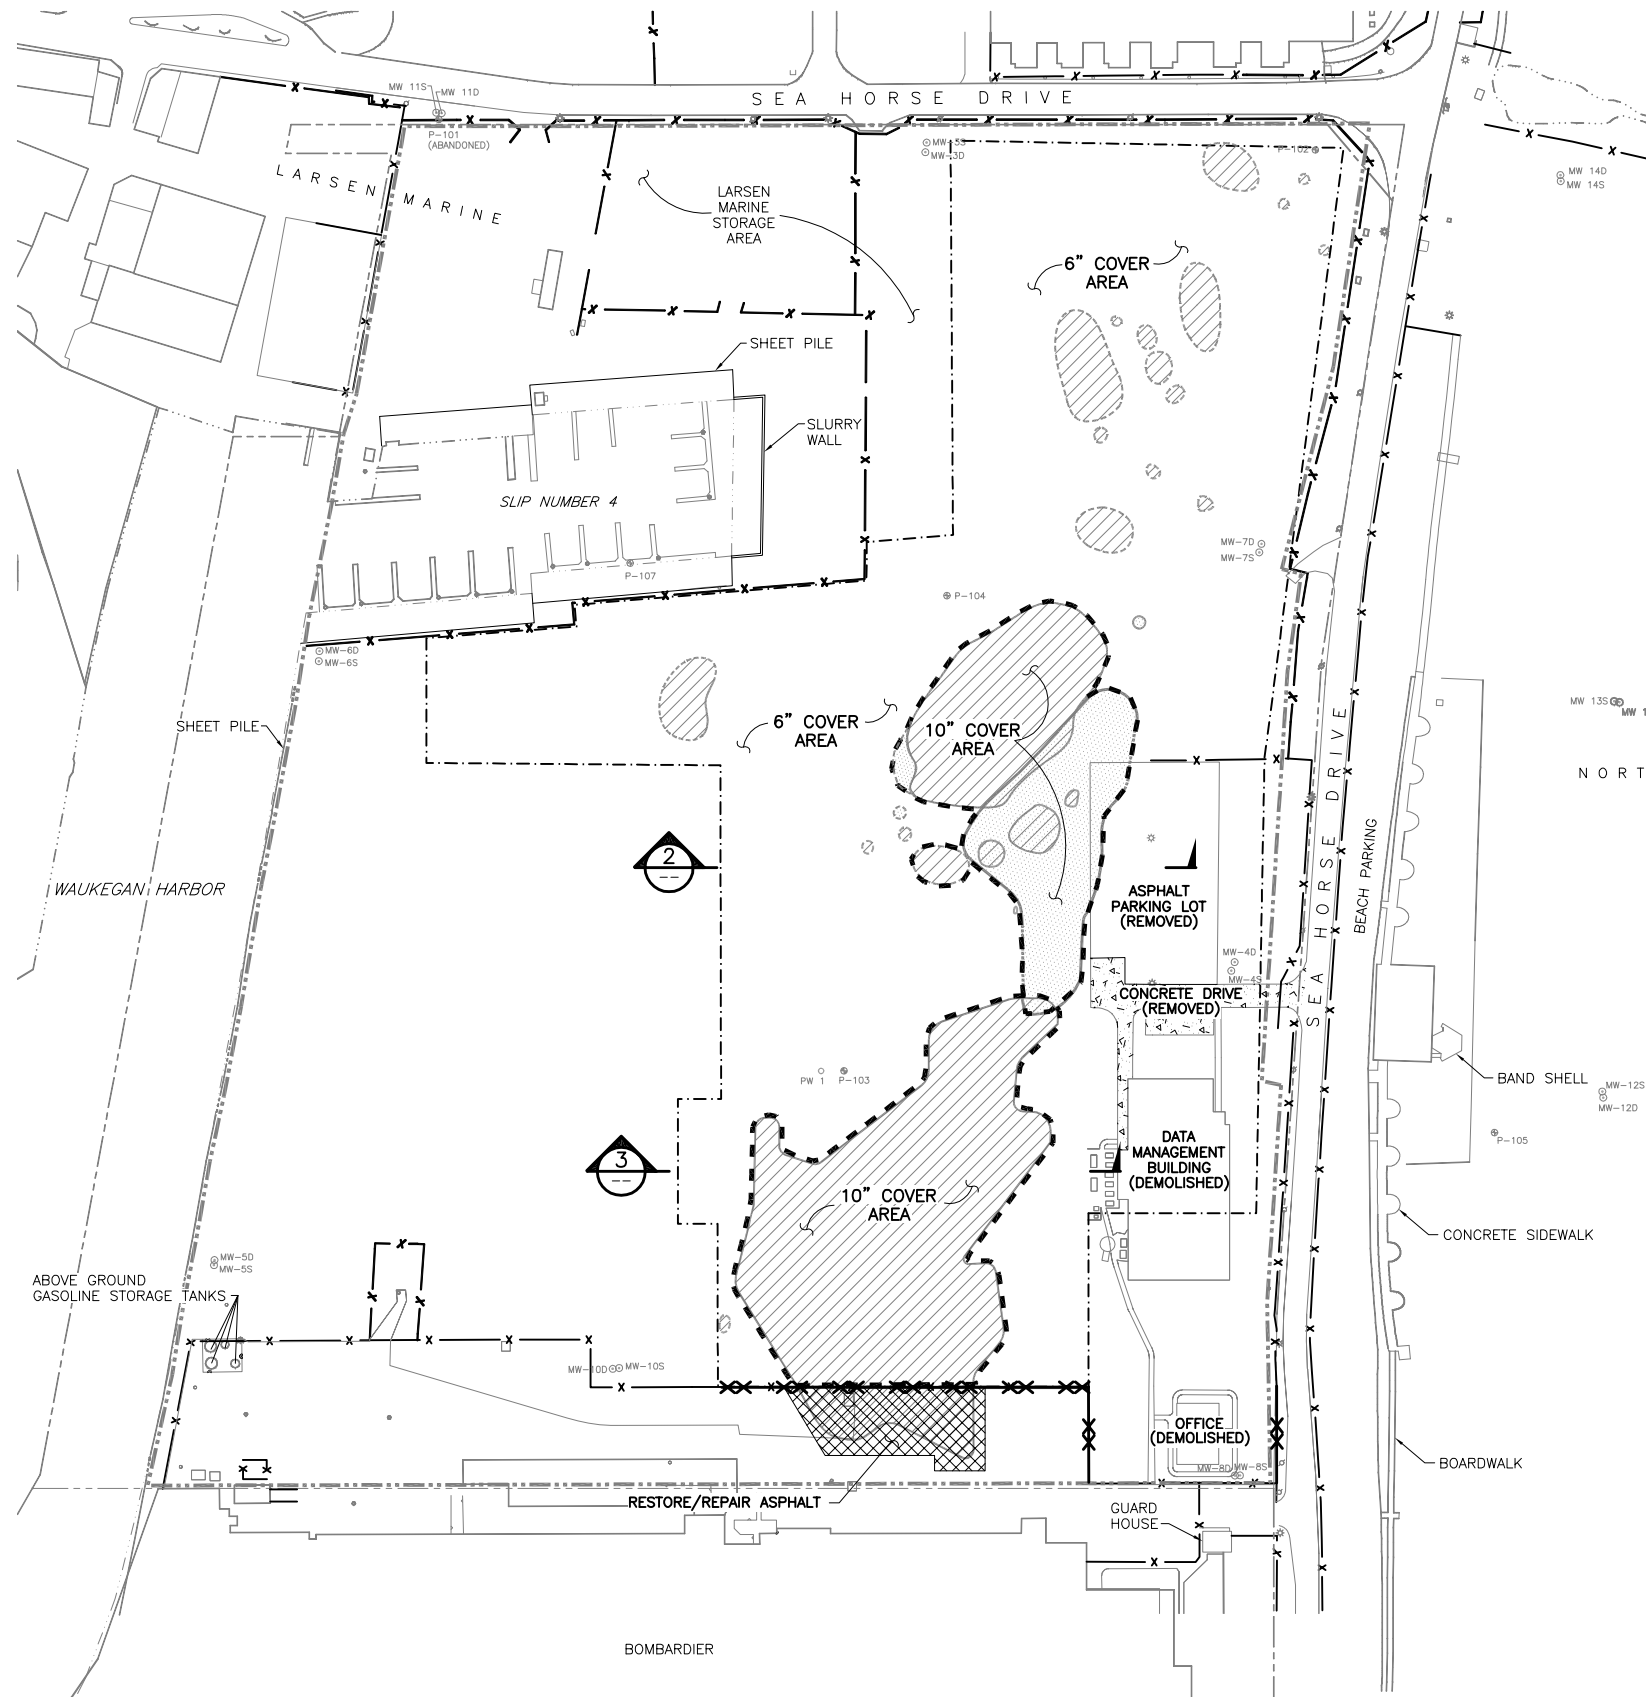 SEA HORSE DRIVE
MW 11S
MW 11D
P-101
(ABANDONED)
MW-3S
MW-3D
P-102
MW 14D
MW 14S
LARSEN MARINE
LARSEN
MARINE
STORAGE
AREA
6" COVER
AREA
SHEET PILE
SLURRY
WALL
SLIP NUMBER 4
MW-7D
MW-7S
P-107
P-104
MW-6D
MW-6S
SHEET PILE
6" COVER
AREA
10" COVER
AREA
MW 13S
MW 1
NORT
SEA HORSE DRIVE
BEACH PARKING
2
--
WAUKEGAN HARBOR
ASPHALT
PARKING LOT
(REMOVED)
MW-4D
MW-4S
CONCRETE DRIVE
(REMOVED)
PW 1
P-103
BAND SHELL
MW-12S
MW-12D
P-105
3
--
DATA
MANAGEMENT
BUILDING
(DEMOLISHED)
10" COVER
AREA
CONCRETE SIDEWALK
MW-5D
MW-5S
ABOVE GROUND
GASOLINE STORAGE TANKS
MW-10D
MW-10S
OFFICE
(DEMOLISHED)
MW-8D
MW-8S
BOARDWALK
RESTORE/REPAIR ASPHALT
GUARD
HOUSE
BOMBARDIER